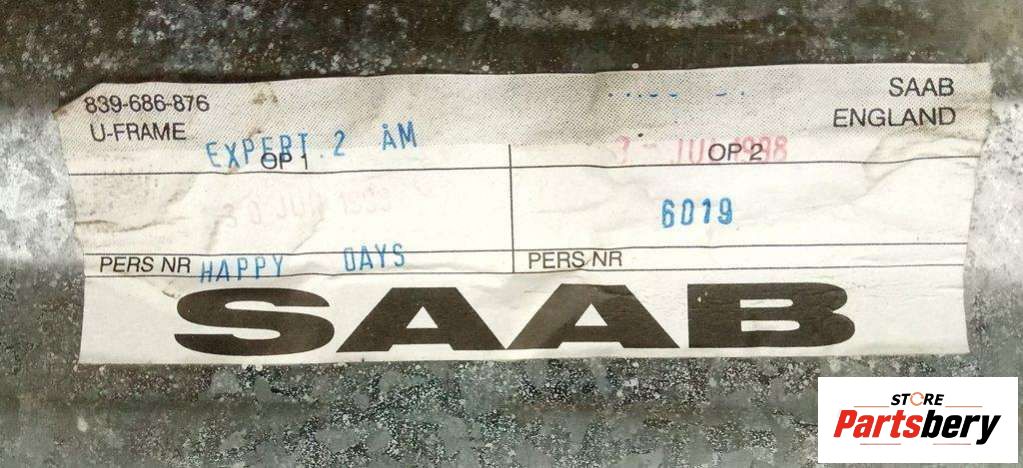 839-686-876
SAAB
U-FRAME
ENGLAND
EXPERT. 2 ÅM
OP 1
OP 2
6019
PERS NR HAPPY DAYS
PERS NR
SAAB
STORE
Partsbery